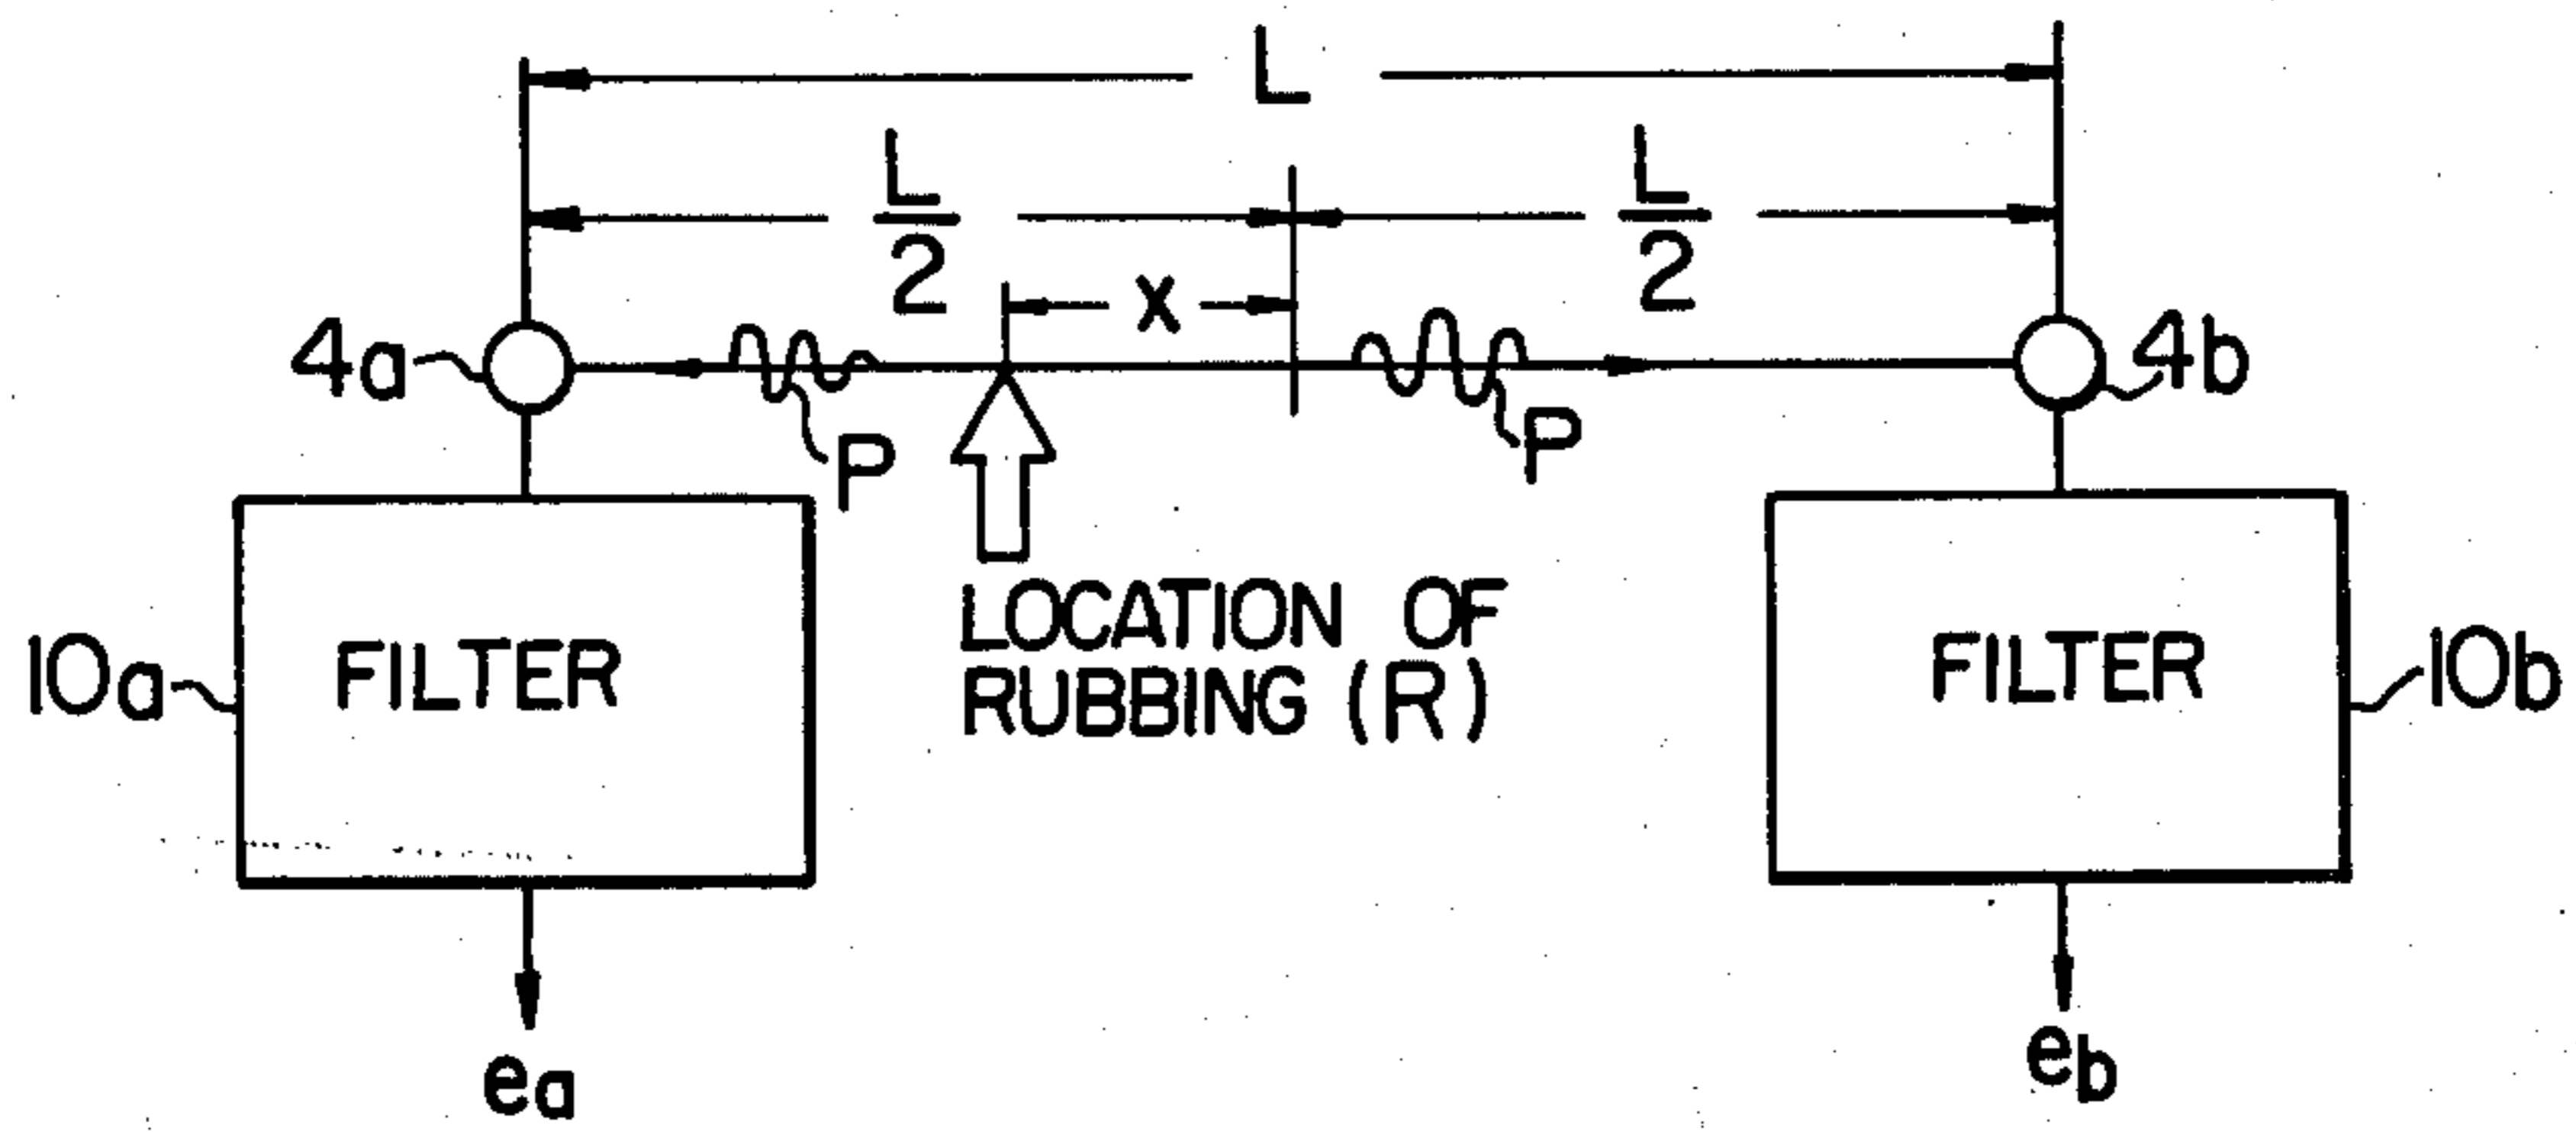 L
L
2
L
2
x
4a
4b
P
P
LOCATION OF
RUBBING (R)
10a
FILTER
FILTER
10b
ea
eb